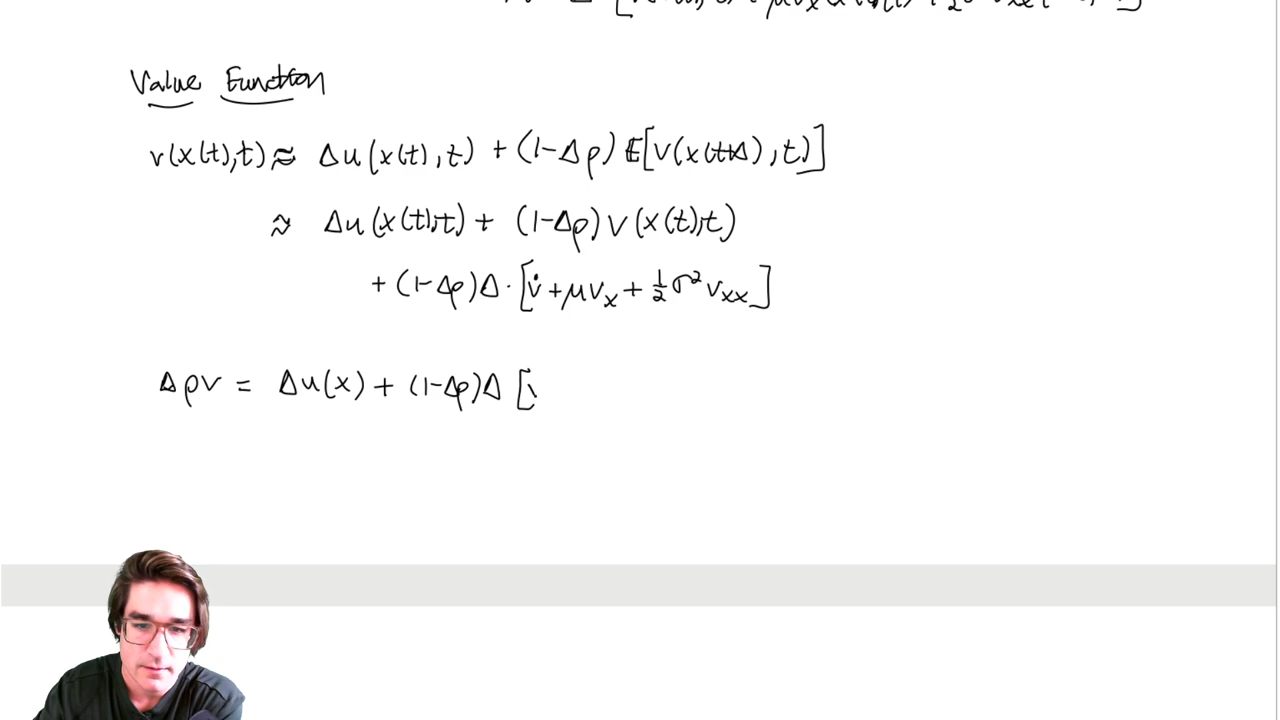 Value Function
v(x(t),t) ≈ Δu(x(t),t) + (1-Δρ) E[v(x(t+Δ),t)]
≈ Δu(x(t),t) + (1-Δρ) v(x(t),t)
+ (1-Δρ)Δ · [v̇ + μv_x + ½σ²v_xx]
Δρv = Δu(x) + (1-Δρ)Δ [